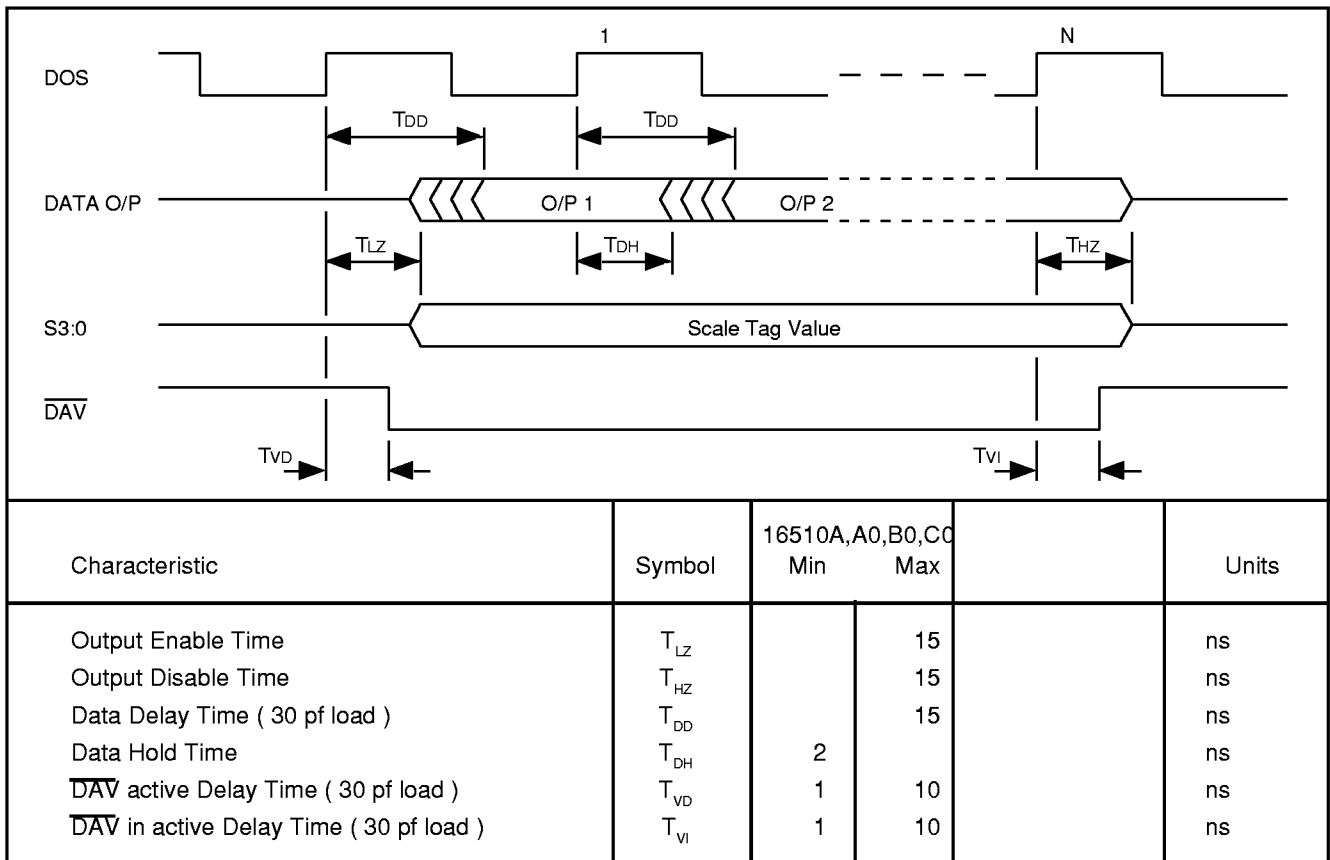 1 N
DOS
TDD TDD
DATA O/P O/P 1 O/P 2
TLZ TDH THZ
S3:0 Scale Tag Value
DAV
TVD TVI
16510A,A0,B0,C0
Characteristic Symbol Min Max Units
Output Enable Time TLZ 15 ns
Output Disable Time THZ 15 ns
Data Delay Time ( 30 pf load ) TDD 15 ns
Data Hold Time TDH 2 ns
DAV active Delay Time ( 30 pf load ) TVD 1 10 ns
DAV in active Delay Time ( 30 pf load ) TVI 1 10 ns